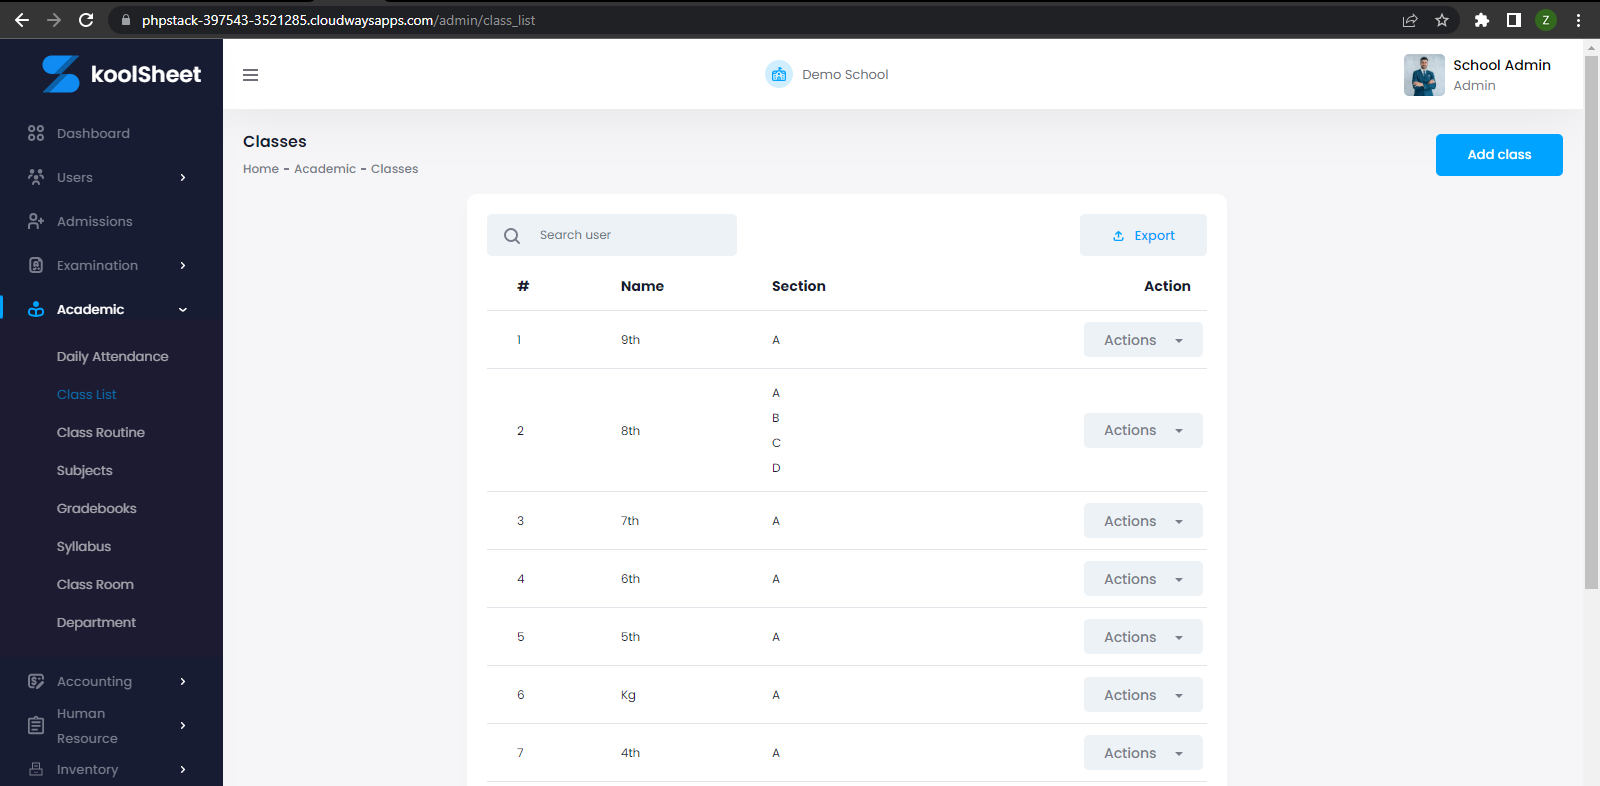 phpstack-397543-3521285.cloudwaysapps.com/admin/class_list
Z
koolSheet
Demo School
School Admin
Admin
Dashboard
Users
Admissions
Examination
Academic
Daily Attendance
Class List
Class Routine
Subjects
Gradebooks
Syllabus
Class Room
Department
Accounting
Human
Resource
Inventory
Classes
Home - Academic - Classes
Add class
Search user
Export
# Name Section Action
1 9th A Actions
2 8th A B C D Actions
3 7th A Actions
4 6th A Actions
5 5th A Actions
6 Kg A Actions
7 4th A Actions